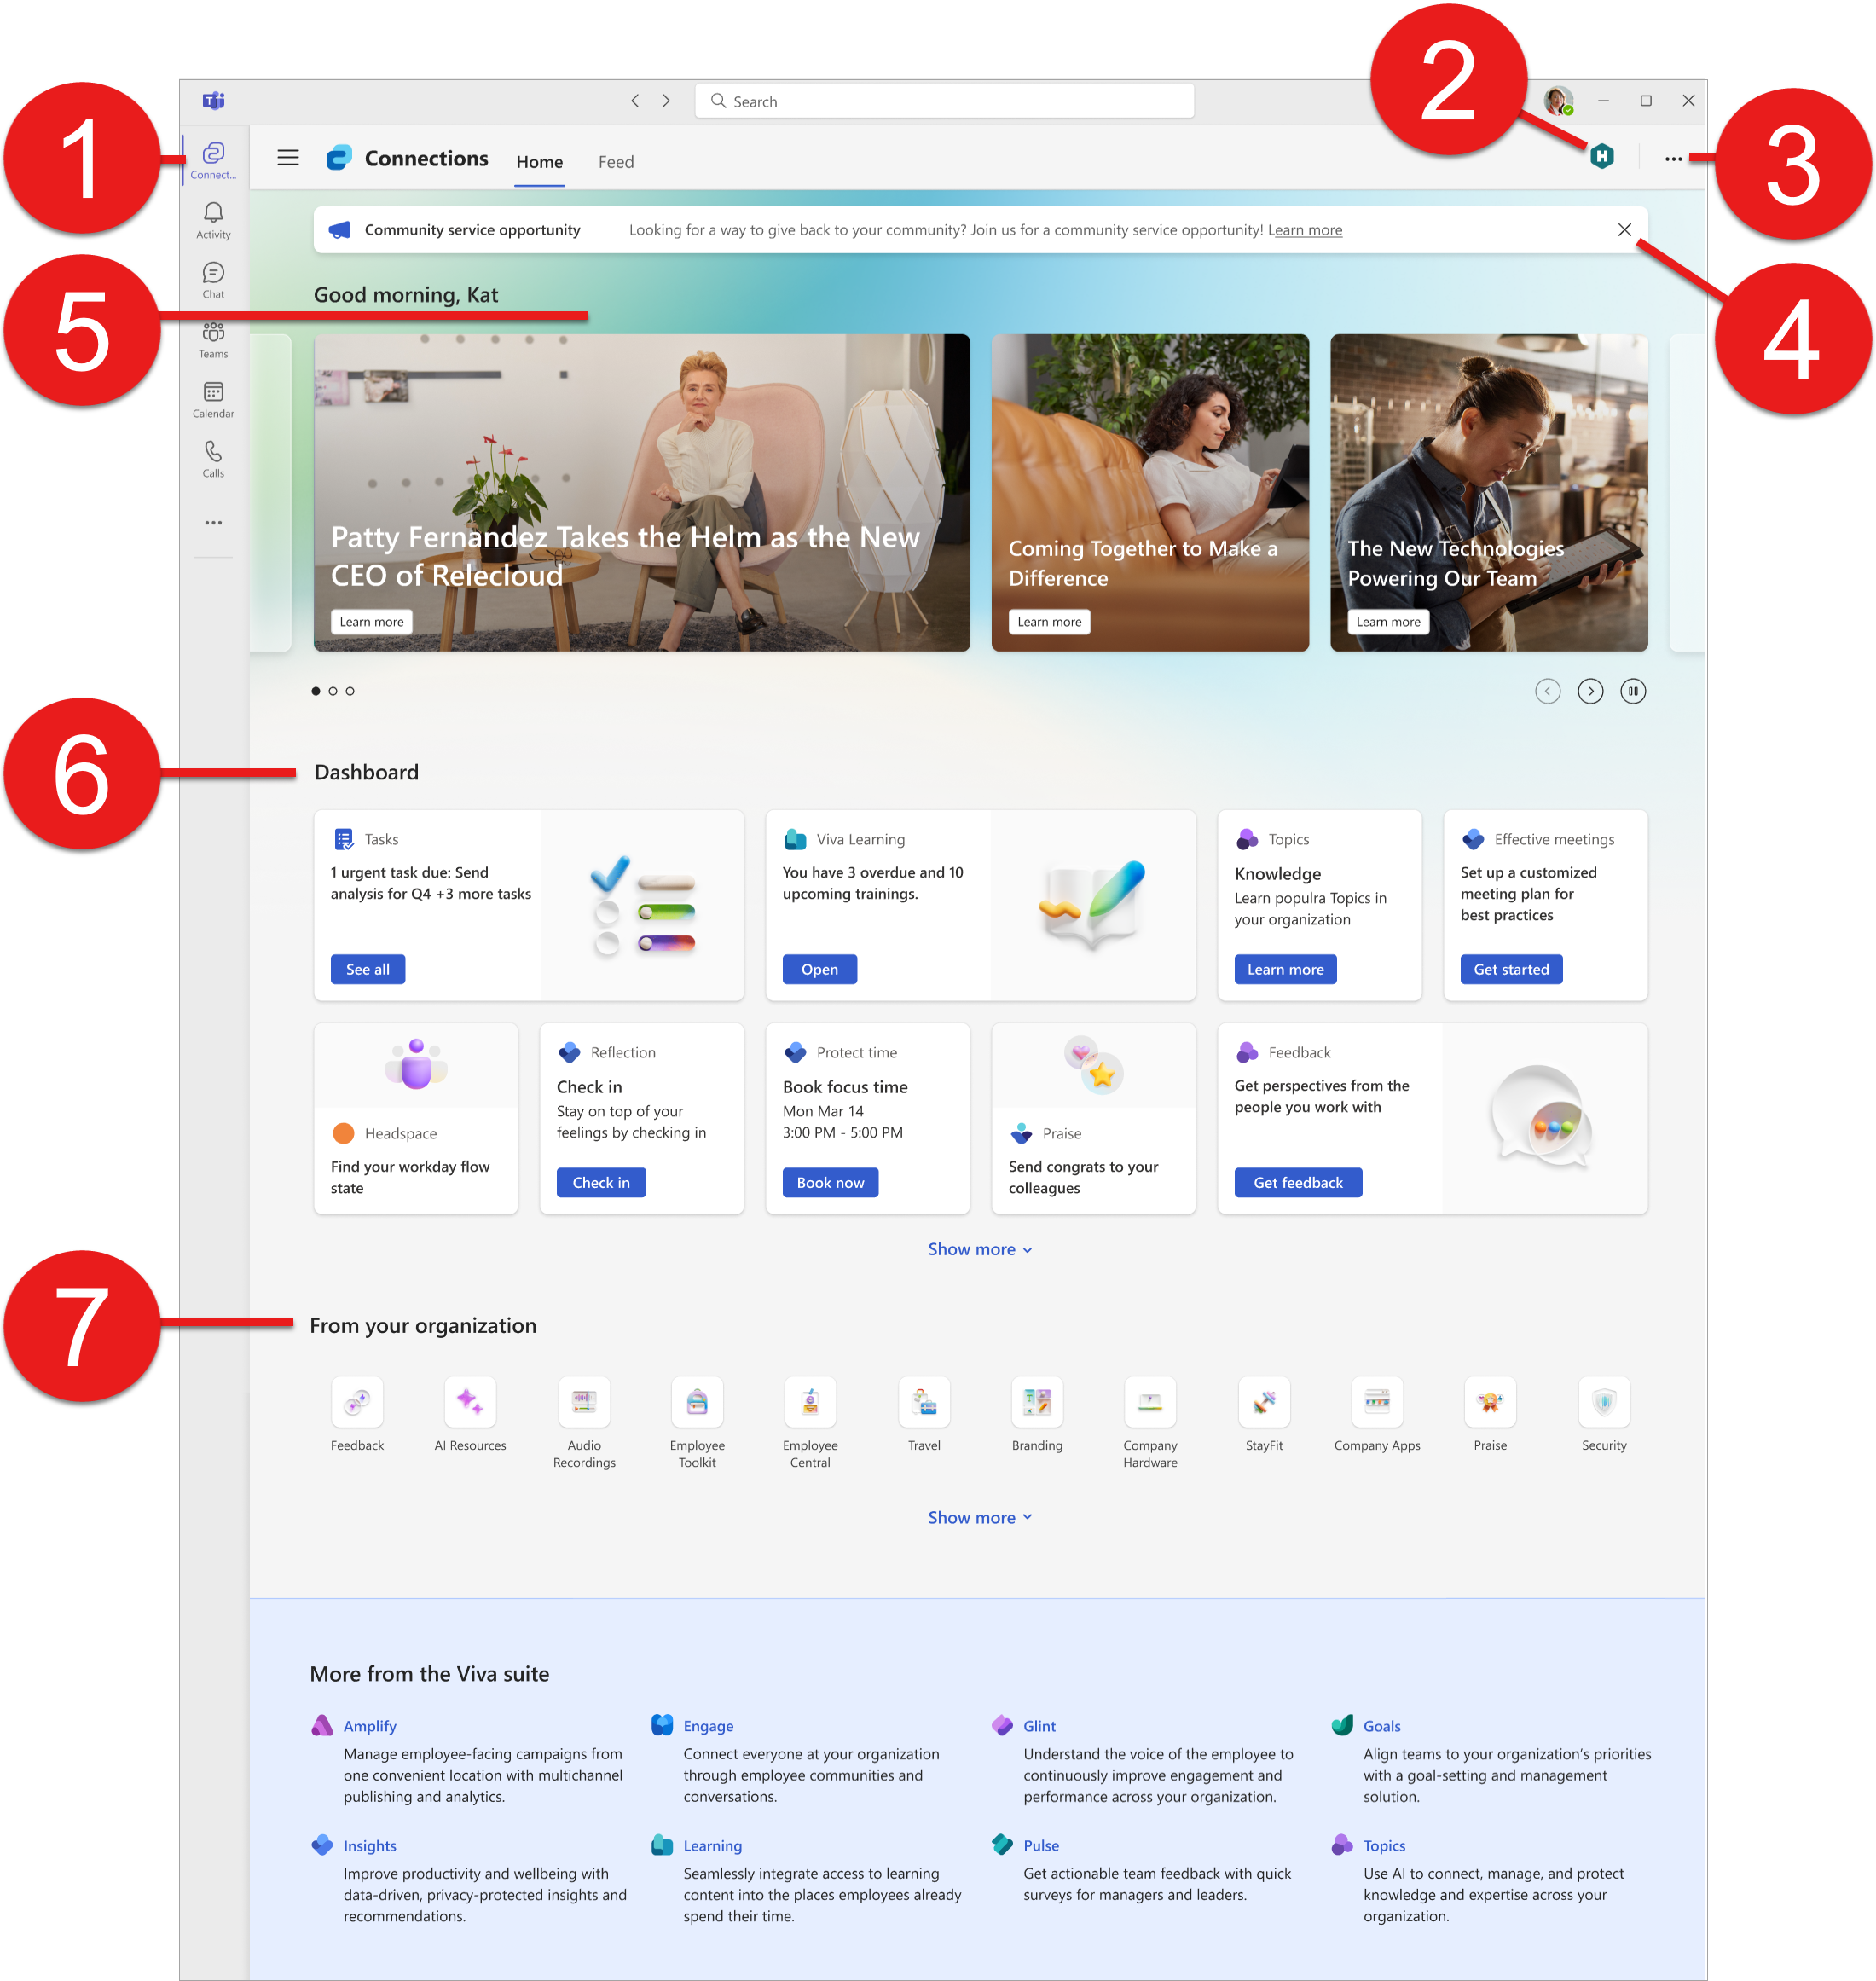 1
2
3
4
5
6
7
Search
Connect...
Activity
Chat
Teams
Calendar
Calls
Connections
Home
Feed
H
Community service opportunity
Looking for a way to give back to your community? Join us for a community service opportunity! Learn more
Good morning, Kat
Patty Fernandez Takes the Helm as the New
CEO of Relecloud
Learn more
Coming Together to Make a
Difference
Learn more
The New Technologies
Powering Our Team
Learn more
Dashboard
Tasks
1 urgent task due: Send
analysis for Q4 +3 more tasks
See all
Viva Learning
You have 3 overdue and 10
upcoming trainings.
Open
Topics
Knowledge
Learn populra Topics in
your organization
Learn more
Effective meetings
Set up a customized
meeting plan for
best practices
Get started
Headspace
Find your workday flow
state
Reflection
Check in
Stay on top of your
feelings by checking in
Check in
Protect time
Book focus time
Mon Mar 14
3:00 PM - 5:00 PM
Book now
Praise
Send congrats to your
colleagues
Feedback
Get perspectives from the
people you work with
Get feedback
Show more
From your organization
Feedback
AI Resources
Audio
Recordings
Employee
Toolkit
Employee
Central
Travel
Branding
Company
Hardware
StayFit
Company Apps
Praise
Security
Show more
More from the Viva suite
Amplify
Manage employee-facing campaigns from
one convenient location with multichannel
publishing and analytics.
Engage
Connect everyone at your organization
through employee communities and
conversations.
Glint
Understand the voice of the employee to
continuously improve engagement and
performance across your organization.
Goals
Align teams to your organization's priorities
with a goal-setting and management
solution.
Insights
Improve productivity and wellbeing with
data-driven, privacy-protected insights and
recommendations.
Learning
Seamlessly integrate access to learning
content into the places employees already
spend their time.
Pulse
Get actionable team feedback with quick
surveys for managers and leaders.
Topics
Use AI to connect, manage, and protect
knowledge and expertise across your
organization.